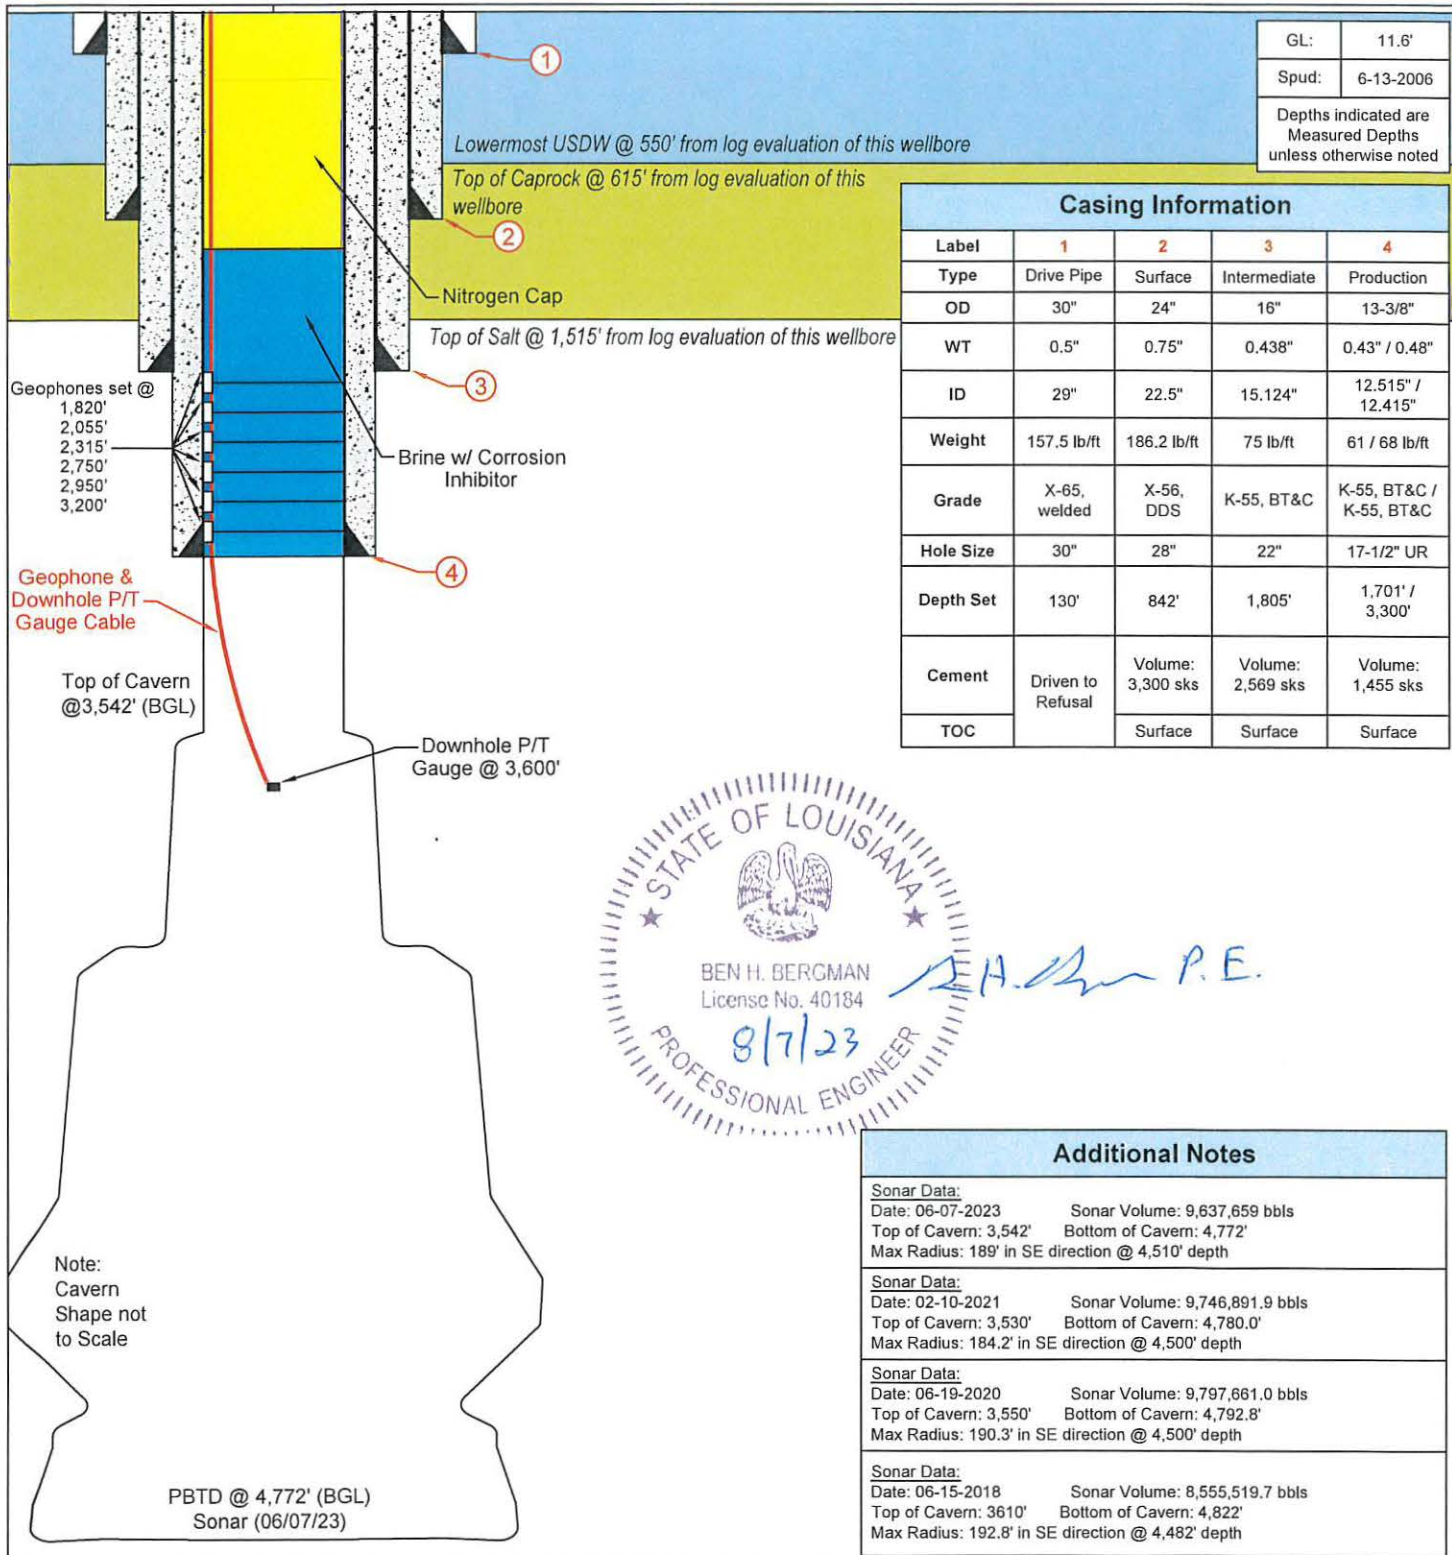 GL: 11.6'
Spud: 6-13-2006
Depths indicated are
Measured Depths
unless otherwise noted
1
Lowermost USDW @ 550' from log evaluation of this wellbore
Top of Caprock @ 615' from log evaluation of this
wellbore
2
Nitrogen Cap
Top of Salt @ 1,515' from log evaluation of this wellbore
3
Geophones set @
1,820'
2,055'
2,315'
2,750'
2,950'
3,200'
Brine w/ Corrosion
Inhibitor
4
Geophone &
Downhole P/T
Gauge Cable
Top of Cavern
@3,542' (BGL)
Downhole P/T
Gauge @ 3,600'
Casing Information
Label 1 2 3 4
Type Drive Pipe Surface Intermediate Production
OD 30" 24" 16" 13-3/8"
WT 0.5" 0.75" 0.438" 0.43" / 0.48"
ID 29" 22.5" 15.124" 12.515" /
12.415"
Weight 157.5 lb/ft 186.2 lb/ft 75 lb/ft 61 / 68 lb/ft
Grade X-65, welded X-56, DDS K-55, BT&C K-55, BT&C /
K-55, BT&C
Hole Size 30" 28" 22" 17-1/2" UR
Depth Set 130' 842' 1,805' 1,701' /
3,300'
Cement Driven to Refusal Volume: 3,300 sks Volume: 2,569 sks Volume: 1,455 sks
TOC Surface Surface Surface
STATE OF LOUISIANA
BEN H. BERGMAN
License No. 40184
8/7/23
PROFESSIONAL ENGINEER
P.E.
Note:
Cavern
Shape not
to Scale
PBTD @ 4,772' (BGL)
Sonar (06/07/23)
Additional Notes
Sonar Data:
Date: 06-07-2023 Sonar Volume: 9,637,659 bbls
Top of Cavern: 3,542' Bottom of Cavern: 4,772'
Max Radius: 189' in SE direction @ 4,510' depth
Sonar Data:
Date: 02-10-2021 Sonar Volume: 9,746,891.9 bbls
Top of Cavern: 3,530' Bottom of Cavern: 4,780.0'
Max Radius: 184.2' in SE direction @ 4,500' depth
Sonar Data:
Date: 06-19-2020 Sonar Volume: 9,797,661.0 bbls
Top of Cavern: 3,550' Bottom of Cavern: 4,792.8'
Max Radius: 190.3' in SE direction @ 4,500' depth
Sonar Data:
Date: 06-15-2018 Sonar Volume: 8,555,519.7 bbls
Top of Cavern: 3610' Bottom of Cavern: 4,822'
Max Radius: 192.8' in SE direction @ 4,482' depth